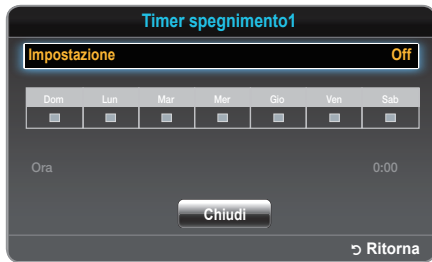 Timer spegnimento1
Impostazione Off
Dom Lun Mar Mer Gio Ven Sab
Ora 0:00
Chiudi
Ritorna